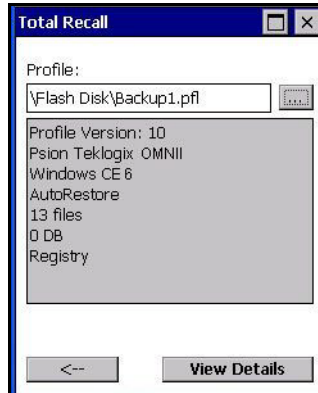 Total Recall
Profile:
\Flash Disk\Backup1.pfl
...
Profile Version: 10
Psion Teklogix OMNII
Windows CE 6
AutoRestore
13 files
0 DB
Registry
<-- View Details